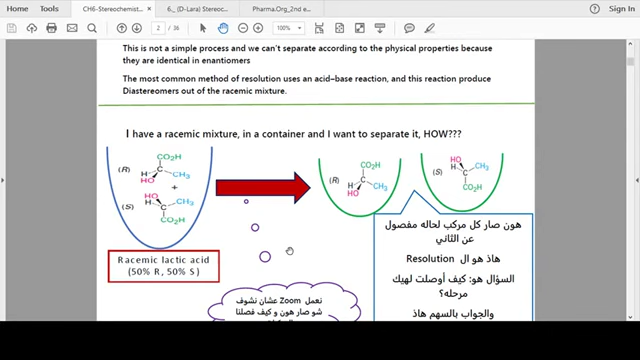 CH6-Stereochemist...
6._ (D-Lara) Stereoc...
Pharma.Org_2nd e...
Sign In
2 / 36
100%
This is not a simple process and we can't separate according to the physical properties because
they are identical in enantiomers
The most common method of resolution uses an acid–base reaction, and this reaction produce
Diastereomers out of the racemic mixture.
I have a racemic mixture, in a container and I want to separate it, HOW???
(R)
CO2H
H
C
CH3
HO
+
(S)
HO
H
C
CH3
CO2H
Racemic lactic acid
(50% R, 50% S)
(R)
CO2H
H
C
CH3
HO
(S)
HO
H
C
CH3
CO2H
هون صار كل مركب لحاله مفصول
عن الثاني
هاذ هو ال Resolution
السؤال هو: كيف أوصلت لهيك
مرحله؟
والجواب بالسهم هاذ
نعمل Zoom عشان نشوف
شو صار هون و كيف فصلنا